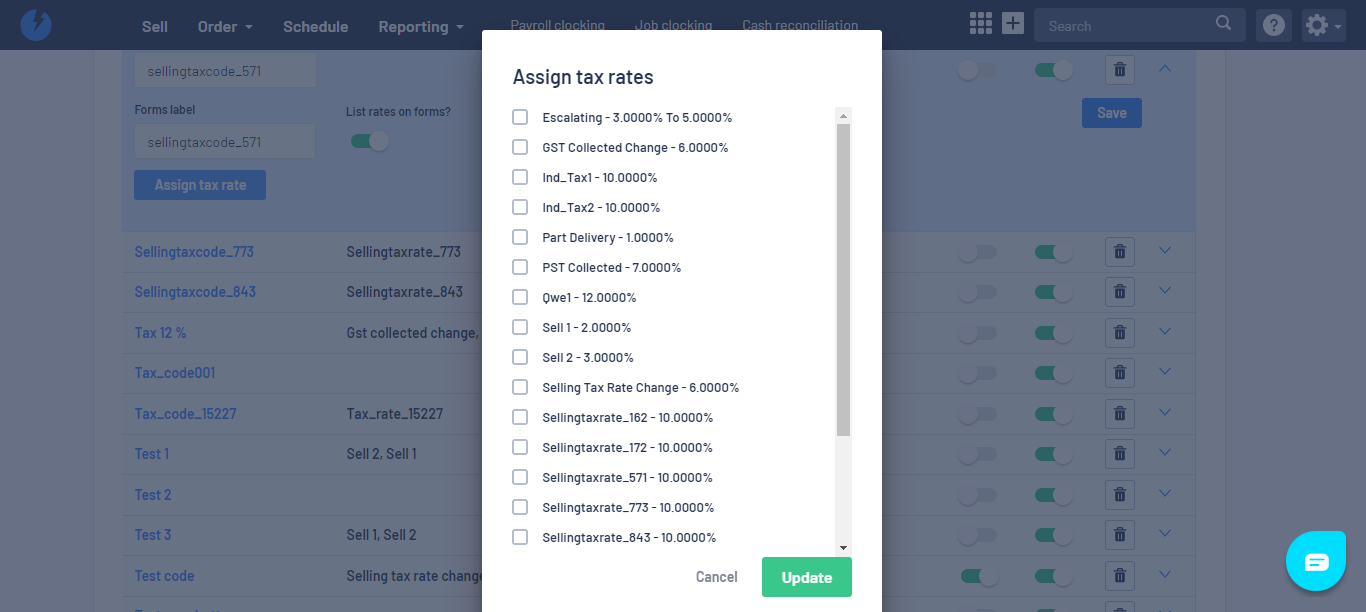 Sell
Order
Schedule
Reporting
Payroll clocking
Job clocking
Cash reconciliation
Search
sellingtaxcode_571
Forms label
List rates on forms?
Save
sellingtaxcode_571
Assign tax rate
Sellingtaxcode_773 Sellingtaxrate_773
Sellingtaxcode_843 Sellingtaxrate_843
Tax 12 % Gst collected change,
Tax_code001
Tax_code_15227 Tax_rate_15227
Test 1 Sell 2, Sell 1
Test 2
Test 3 Sell 1, Sell 2
Test code Selling tax rate change
Assign tax rates
Escalating - 3.0000% To 5.0000%
GST Collected Change - 6.0000%
Ind_Tax1 - 10.0000%
Ind_Tax2 - 10.0000%
Part Delivery - 1.0000%
PST Collected - 7.0000%
Qwe1 - 12.0000%
Sell 1 - 2.0000%
Sell 2 - 3.0000%
Selling Tax Rate Change - 6.0000%
Sellingtaxrate_162 - 10.0000%
Sellingtaxrate_172 - 10.0000%
Sellingtaxrate_571 - 10.0000%
Sellingtaxrate_773 - 10.0000%
Sellingtaxrate_843 - 10.0000%
Cancel
Update